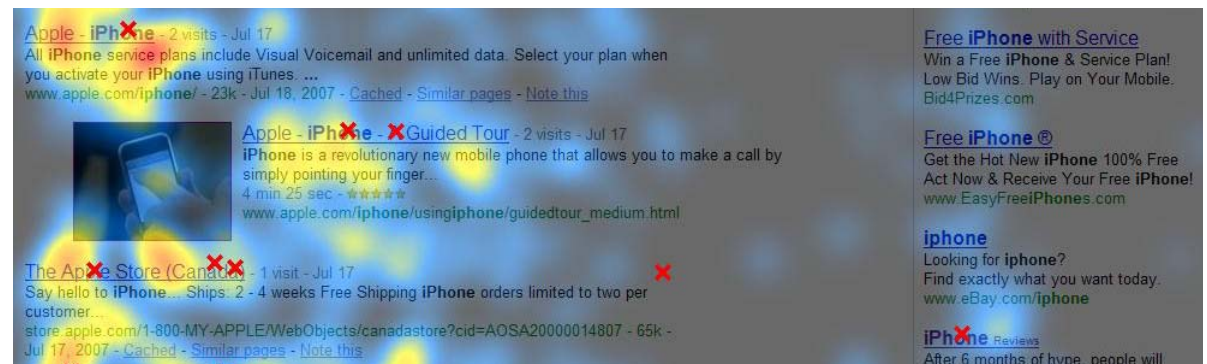 Apple - iPhone - 2 visits - Jul 17
All iPhone service plans include Visual Voicemail and unlimited data. Select your plan when
you activate your iPhone using iTunes. ...
www.apple.com/iphone/ - 23k - Jul 18, 2007 - Cached - Similar pages - Note this
Apple - iPhone - Guided Tour - 2 visits - Jul 17
iPhone is a revolutionary new mobile phone that allows you to make a call by
simply pointing your finger...
4 min 25 sec - ★★★★★
www.apple.com/iphone/usingiphone/guidedtour_medium.html
The Apple Store (Canada) - 1 visit - Jul 17
Say hello to iPhone... Ships: 2 - 4 weeks Free Shipping iPhone orders limited to two per
customer...
store.apple.com/1-800-MY-APPLE/WebObjects/canadastore?cid=AOSA20000014807 - 65k -
Jul 17, 2007 - Cached - Similar pages - Note this
Free iPhone with Service
Win a Free iPhone & Service Plan!
Low Bid Wins. Play on Your Mobile.
Bid4Prizes.com
Free iPhone ®
Get the Hot New iPhone 100% Free
Act Now & Receive Your Free iPhone!
www.EasyFreeiPhones.com
iphone
Looking for iphone?
Find exactly what you want today.
www.eBay.com/iphone
iPhone Reviews
After 6 months of hype, people will